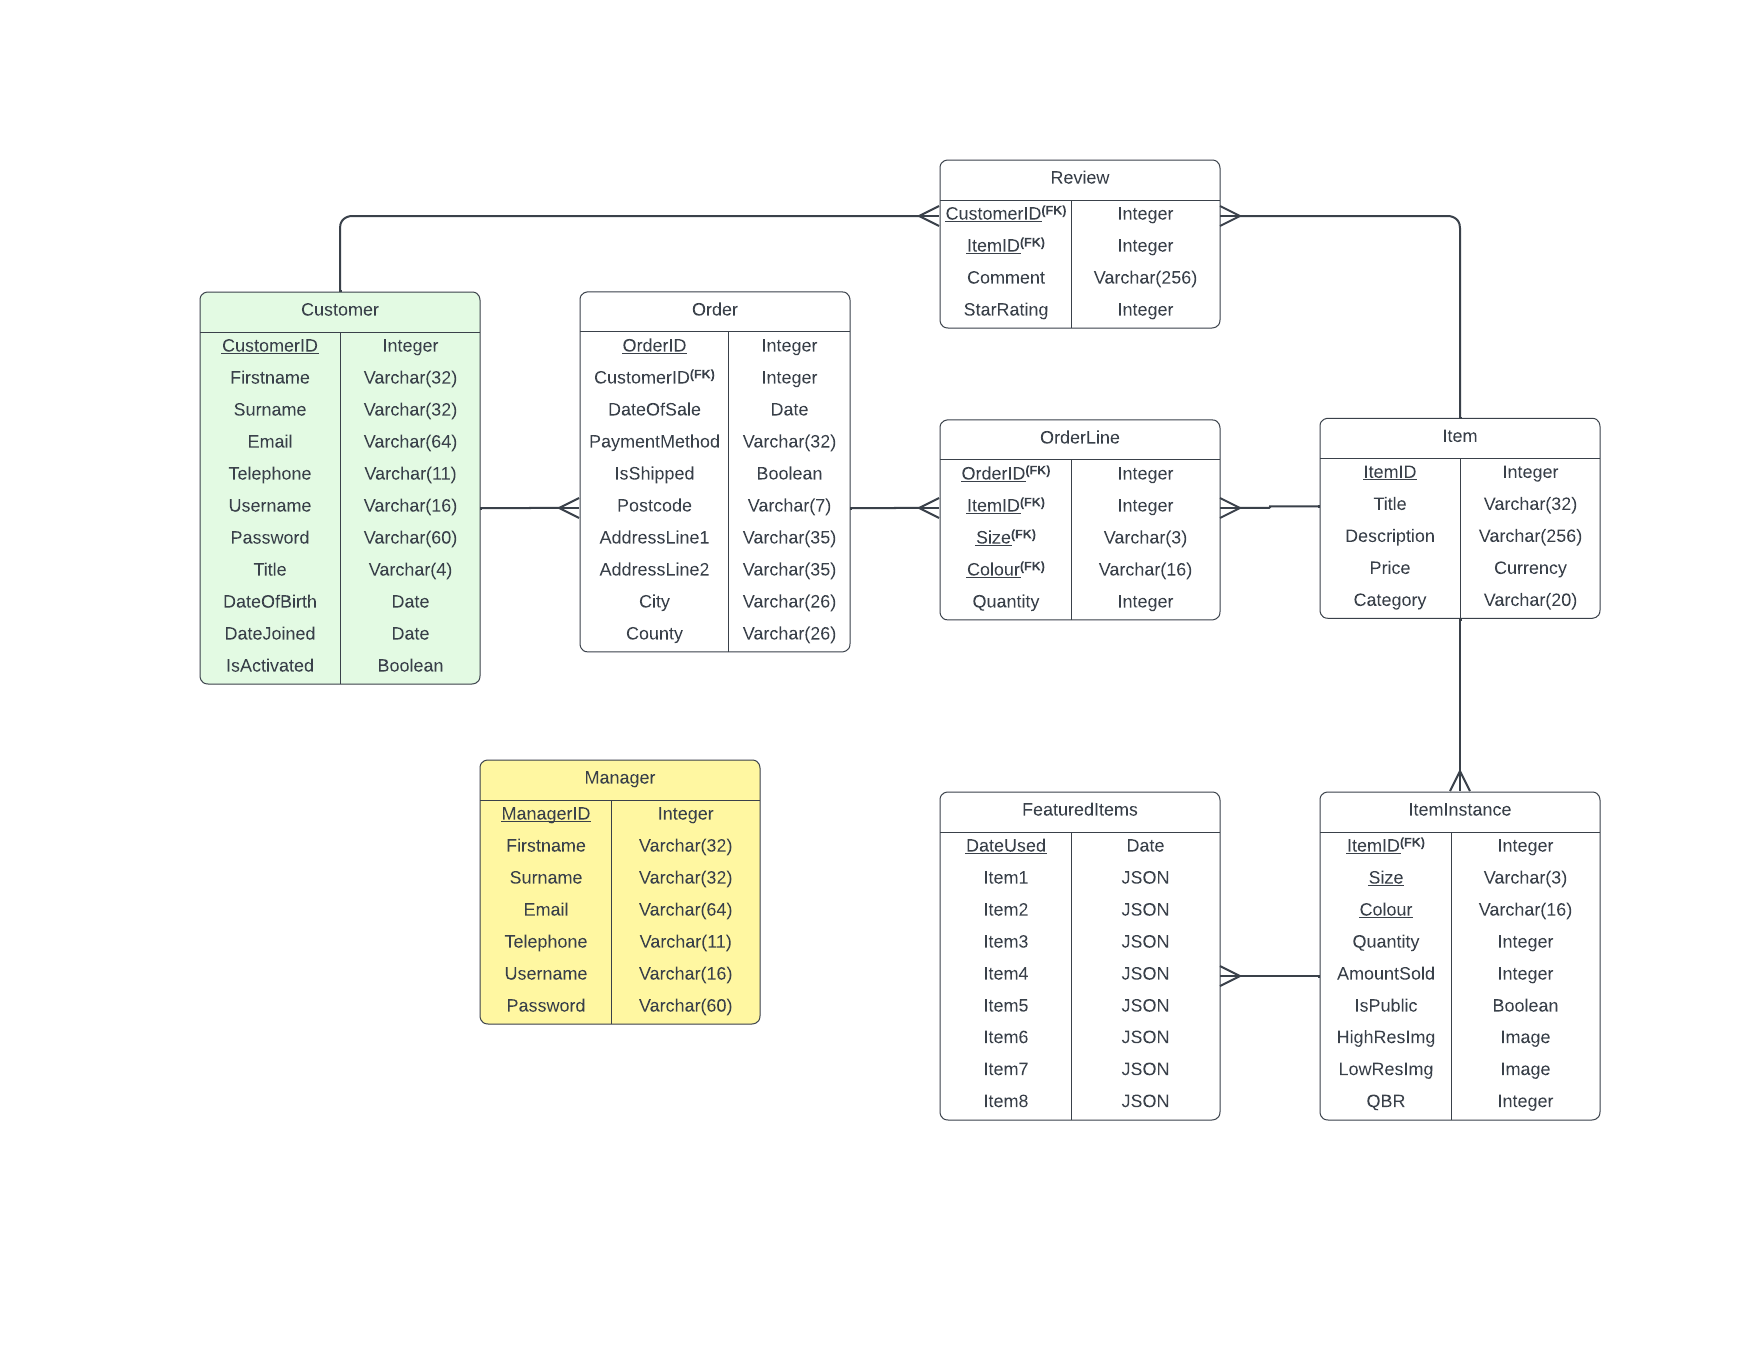 Review
CustomerID(FK) Integer
ItemID(FK) Integer
Comment Varchar(256)
StarRating Integer
Customer
CustomerID Integer
Firstname Varchar(32)
Surname Varchar(32)
Email Varchar(64)
Telephone Varchar(11)
Username Varchar(16)
Password Varchar(60)
Title Varchar(4)
DateOfBirth Date
DateJoined Date
IsActivated Boolean
Order
OrderID Integer
CustomerID(FK) Integer
DateOfSale Date
PaymentMethod Varchar(32)
IsShipped Boolean
Postcode Varchar(7)
AddressLine1 Varchar(35)
AddressLine2 Varchar(35)
City Varchar(26)
County Varchar(26)
OrderLine
OrderID(FK) Integer
ItemID(FK) Integer
Size(FK) Varchar(3)
Colour(FK) Varchar(16)
Quantity Integer
Item
ItemID Integer
Title Varchar(32)
Description Varchar(256)
Price Currency
Category Varchar(20)
Manager
ManagerID Integer
Firstname Varchar(32)
Surname Varchar(32)
Email Varchar(64)
Telephone Varchar(11)
Username Varchar(16)
Password Varchar(60)
FeaturedItems
DateUsed Date
Item1 JSON
Item2 JSON
Item3 JSON
Item4 JSON
Item5 JSON
Item6 JSON
Item7 JSON
Item8 JSON
ItemInstance
ItemID(FK) Integer
Size Varchar(3)
Colour Varchar(16)
Quantity Integer
AmountSold Integer
IsPublic Boolean
HighResImg Image
LowResImg Image
QBR Integer